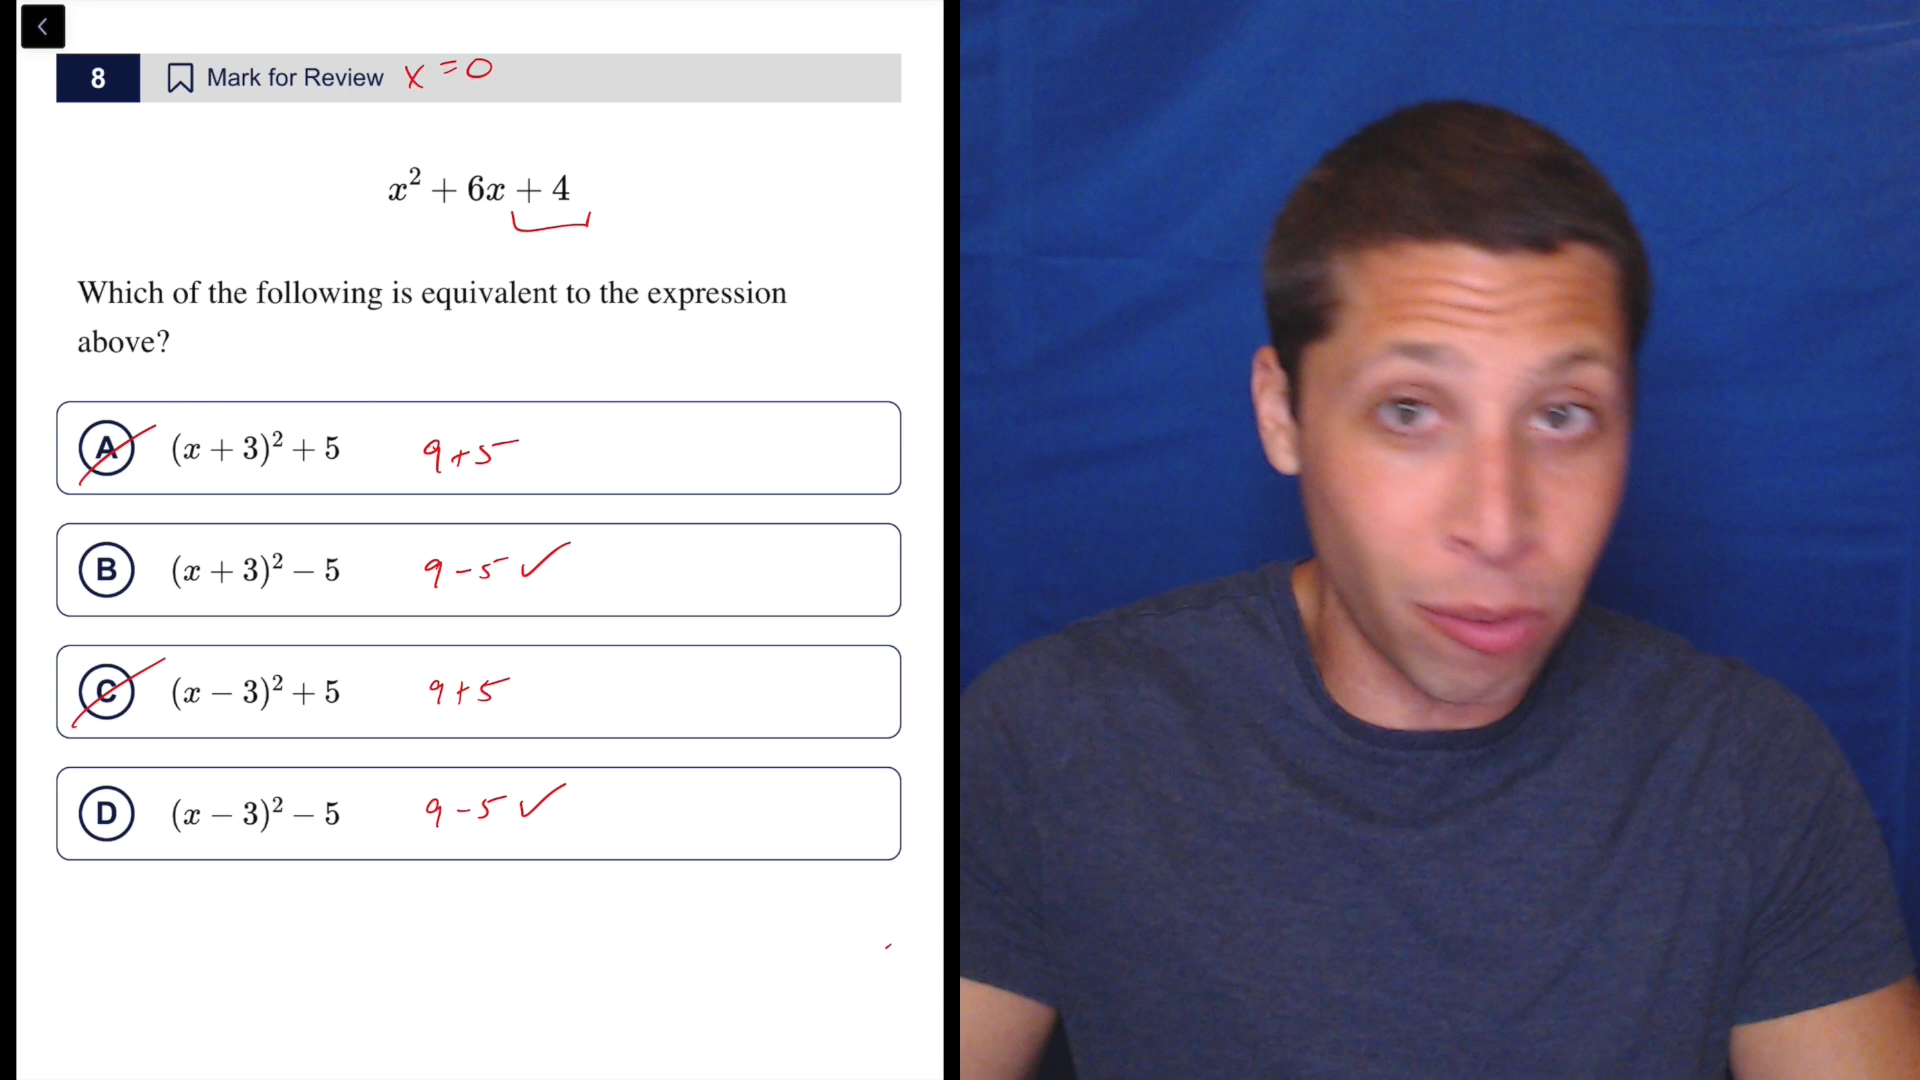 8 Mark for Review x = 0
x² + 6x + 4
Which of the following is equivalent to the expression
above?
A (x + 3)² + 5 9+5
B (x + 3)² − 5 9−5 ✓
C (x − 3)² + 5 9+5
D (x − 3)² − 5 9−5 ✓